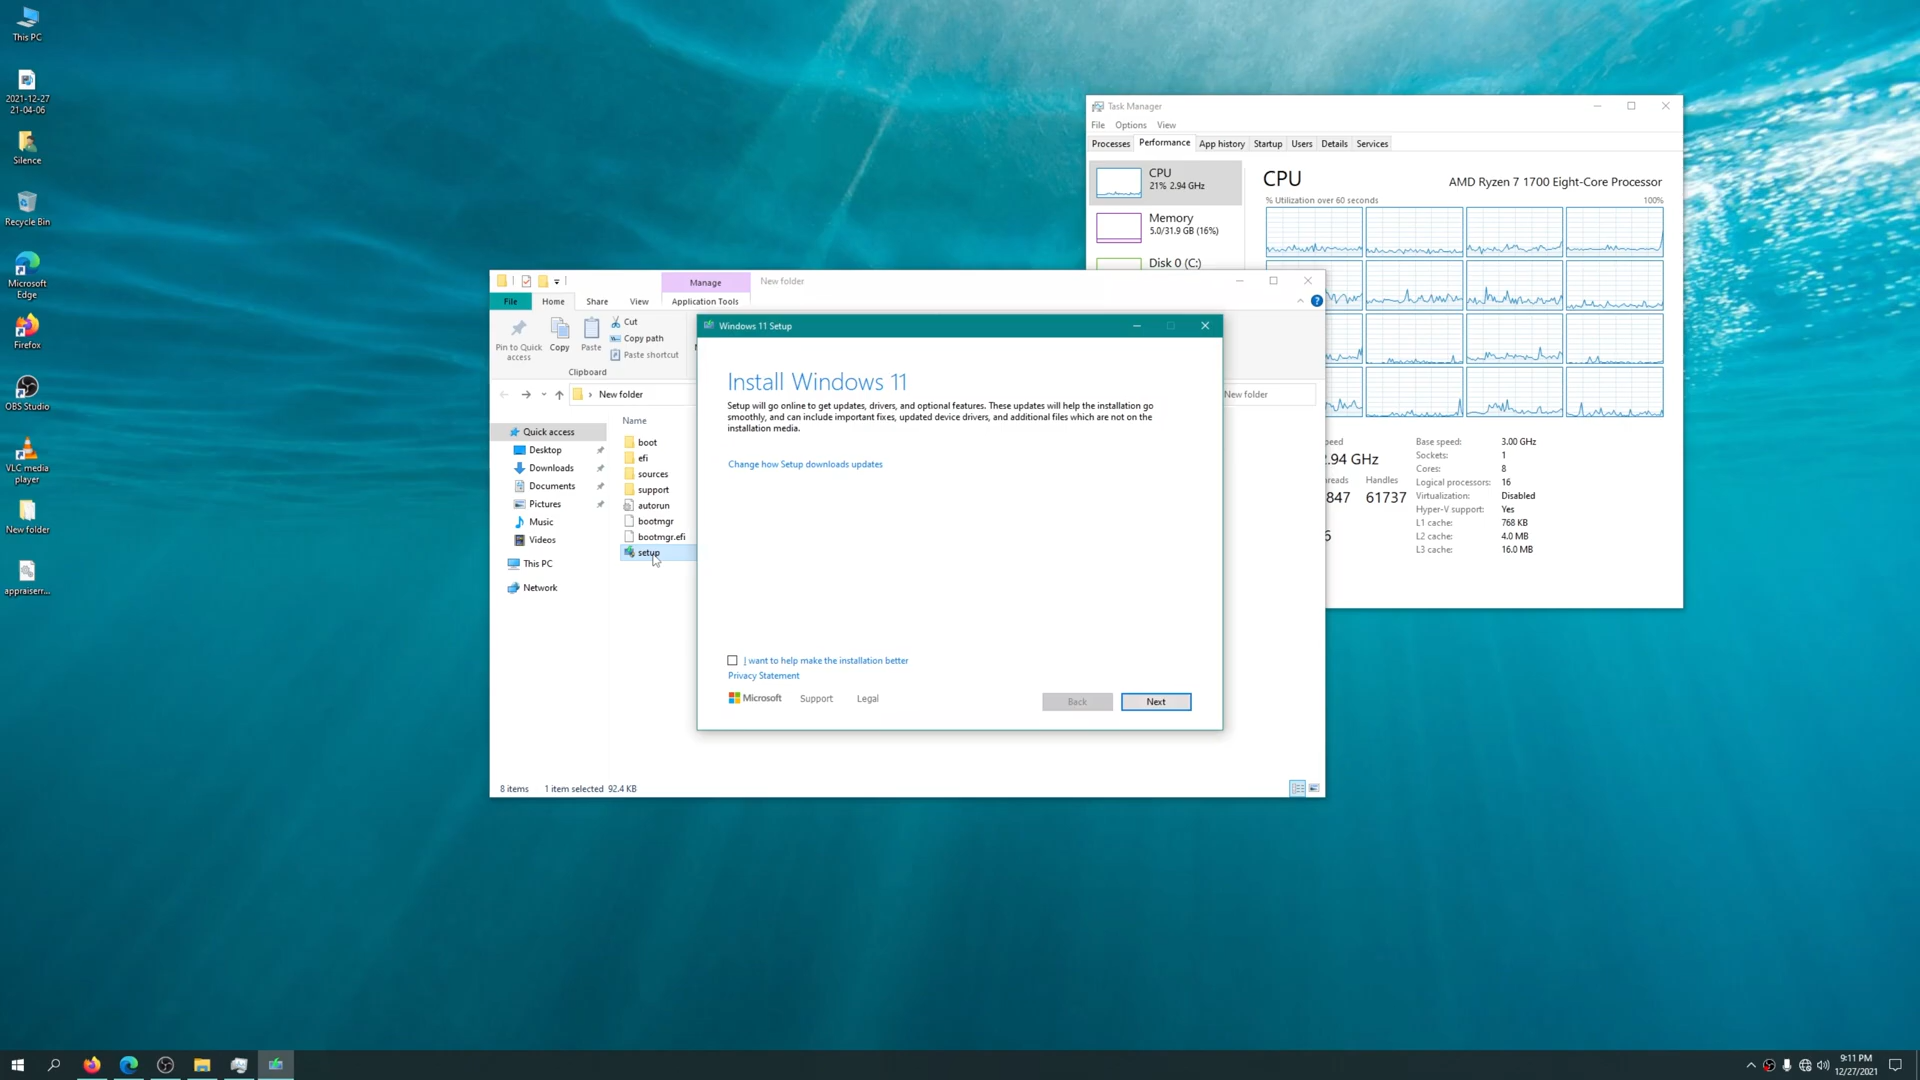 This PC
2021-12-27
21-04-06
Silence
Recycle Bin
Microsoft
Edge
Firefox
OBS Studio
VLC media
player
New folder
appraiserr...
Task Manager
File Options View
Processes Performance App history Startup Users Details Services
CPU
21% 2.94 GHz
Memory
5.0/31.9 GB (16%)
Disk 0 (C:)
CPU AMD Ryzen 7 1700 Eight-Core Processor
% Utilization over 60 seconds 100%
Handles
847 61737
Base speed: 3.00 GHz
Sockets: 1
Cores: 8
Logical processors: 16
Virtualization: Disabled
Hyper-V support: Yes
L1 cache: 768 KB
L2 cache: 4.0 MB
L3 cache: 16.0 MB
Manage New folder
File Home Share View Application Tools
Pin to Quick
access
Copy
Paste
Cut
Copy path
Paste shortcut
Clipboard
New folder
New folder
Quick access
Desktop
Downloads
Documents
Pictures
Music
Videos
This PC
Network
Name
boot
efi
sources
support
autorun
bootmgr
bootmgr.efi
setup
8 items 1 item selected 92.4 KB
Windows 11 Setup
Install Windows 11
Setup will go online to get updates, drivers, and optional features. These updates will help the installation go
smoothly, and can include important fixes, updated device drivers, and additional files which are not on the
installation media.
Change how Setup downloads updates
I want to help make the installation better
Privacy Statement
Microsoft Support Legal
Back Next
9:11 PM
12/27/2021